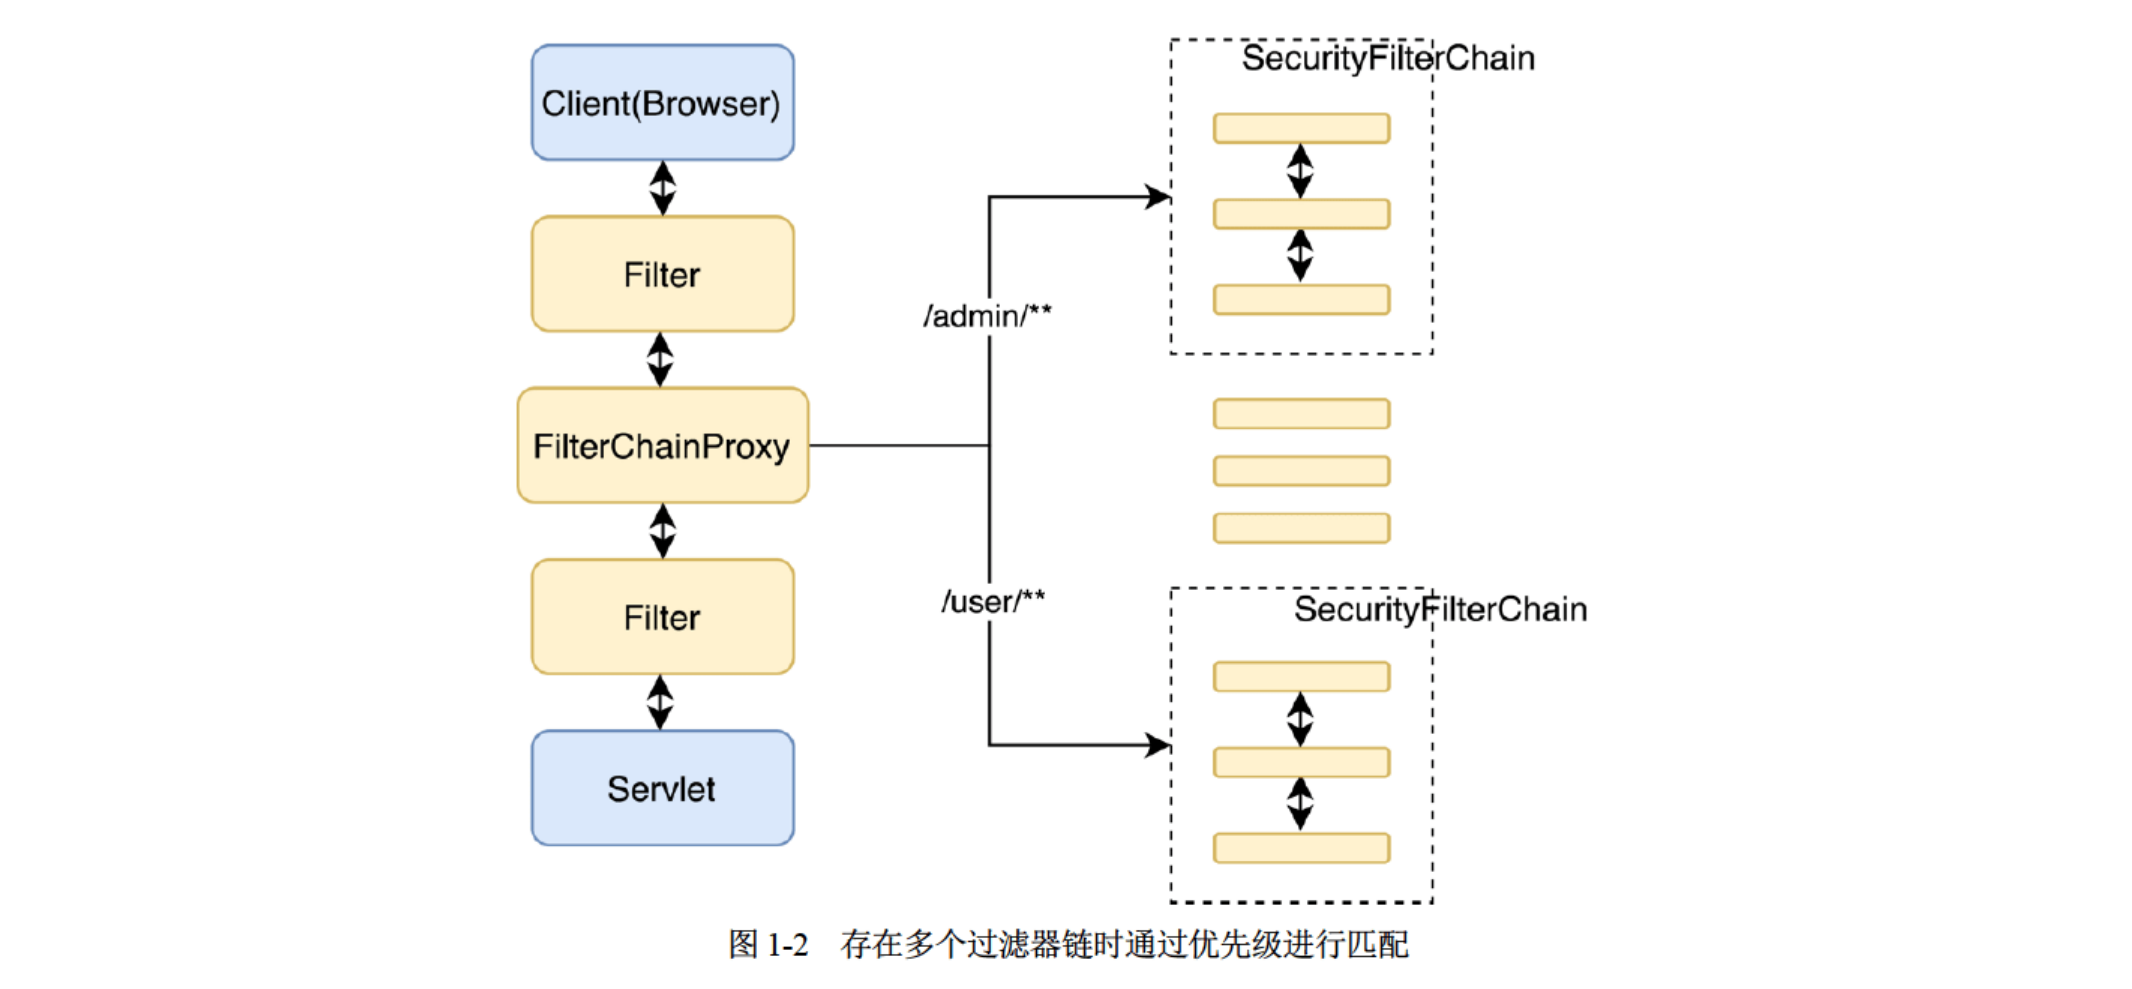 Client(Browser)
Filter
FilterChainProxy
Filter
Servlet
/admin/**
/user/**
SecurityFilterChain
SecurityFilterChain
图 1-2 存在多个过滤器链时通过优先级进行匹配